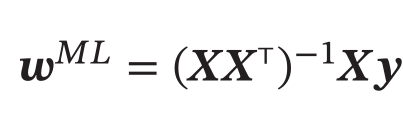 w^{ML} = (XX^⊤)^{−1}Xy